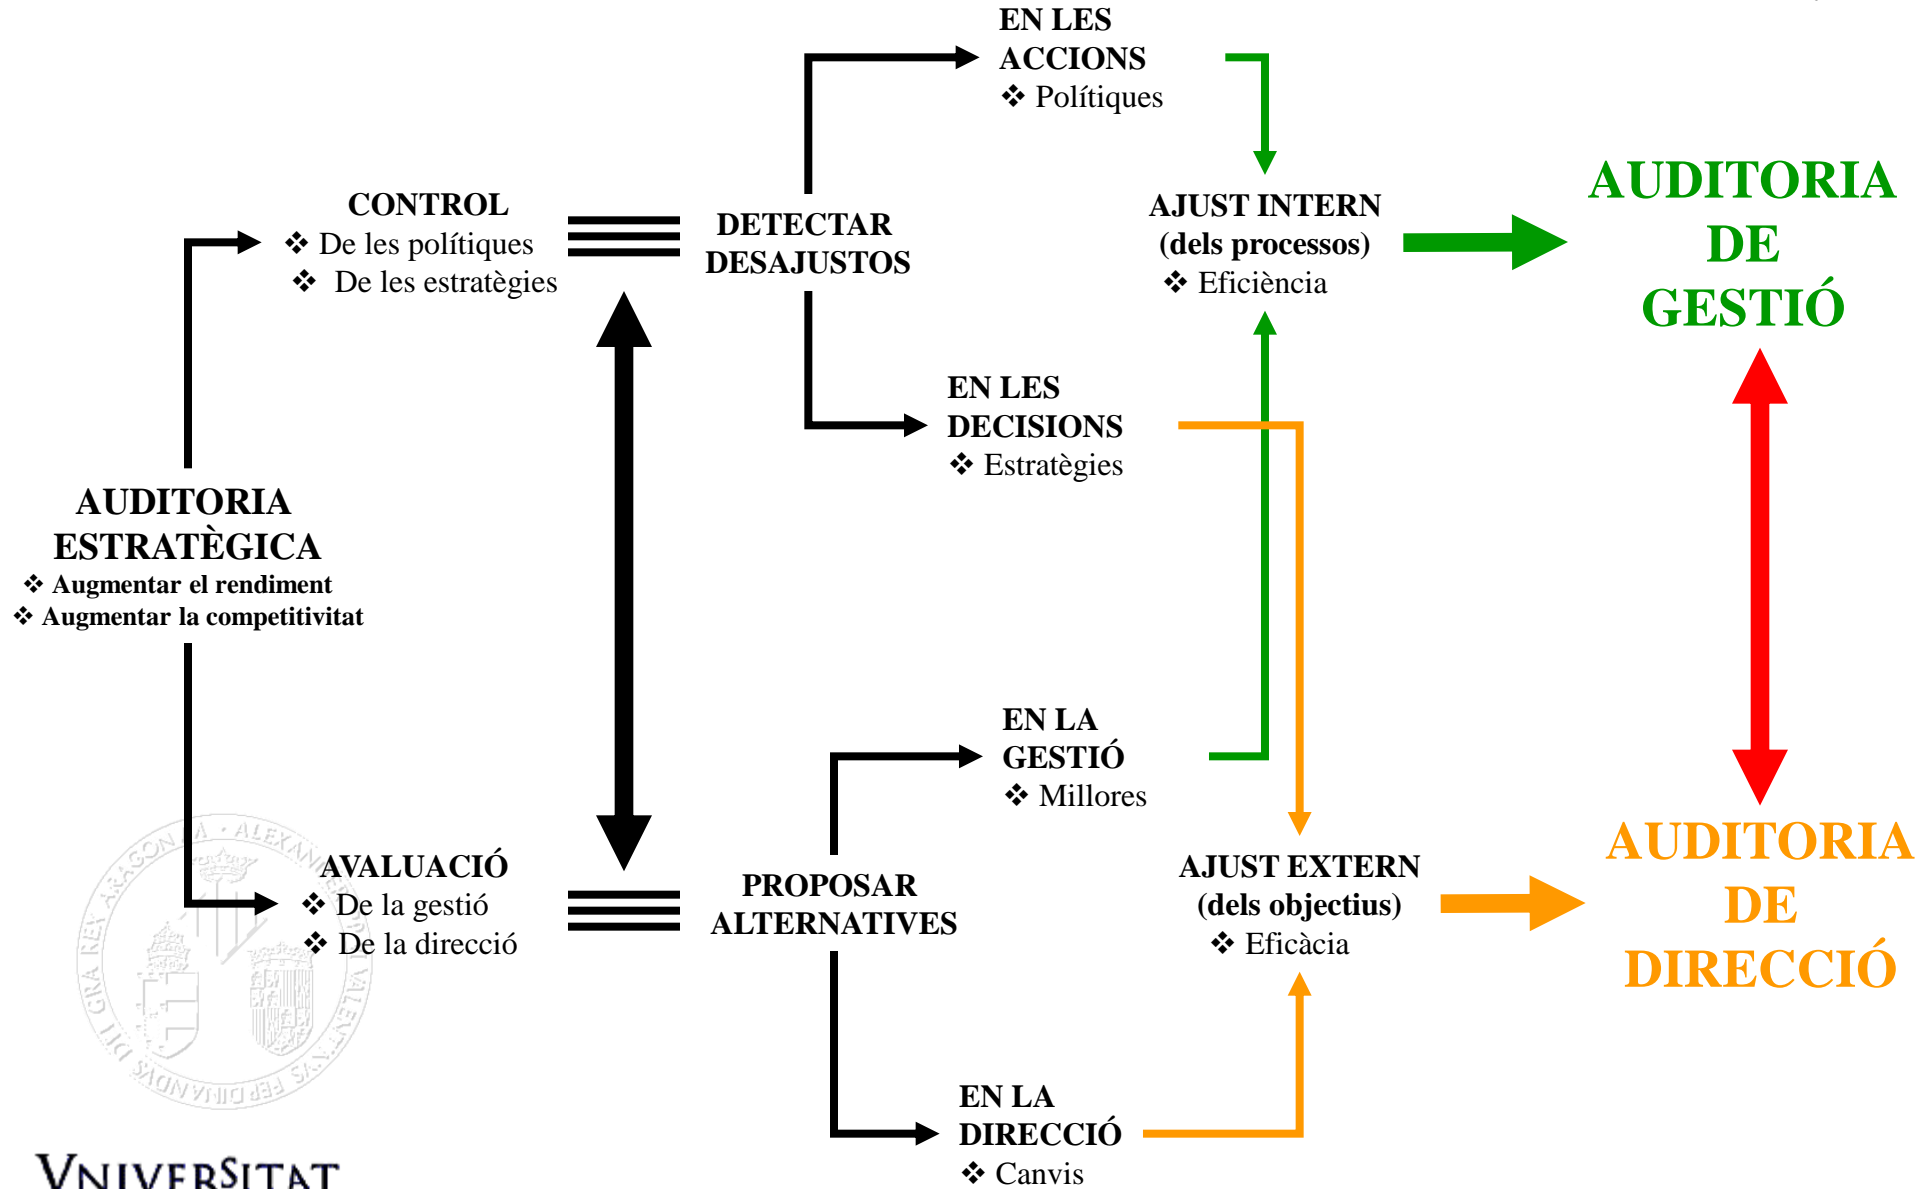 EN LES
ACCIONS
❖ Polítiques
CONTROL
❖ De les polítiques
❖ De les estratègies
DETECTAR
DESAJUSTOS
AJUST INTERN
(dels processos)
❖ Eficiència
AUDITORIA
DE
GESTIÓ
EN LES
DECISIONS
❖ Estratègies
AUDITORIA
ESTRATÈGICA
❖ Augmentar el rendiment
❖ Augmentar la competitivitat
EN LA
GESTIÓ
❖ Millores
AVALUACIÓ
❖ De la gestió
❖ De la direcció
PROPOSAR
ALTERNATIVES
AJUST EXTERN
(dels objectius)
❖ Eficàcia
AUDITORIA
DE
DIRECCIÓ
EN LA
DIRECCIÓ
❖ Canvis
VNIVERSITAT